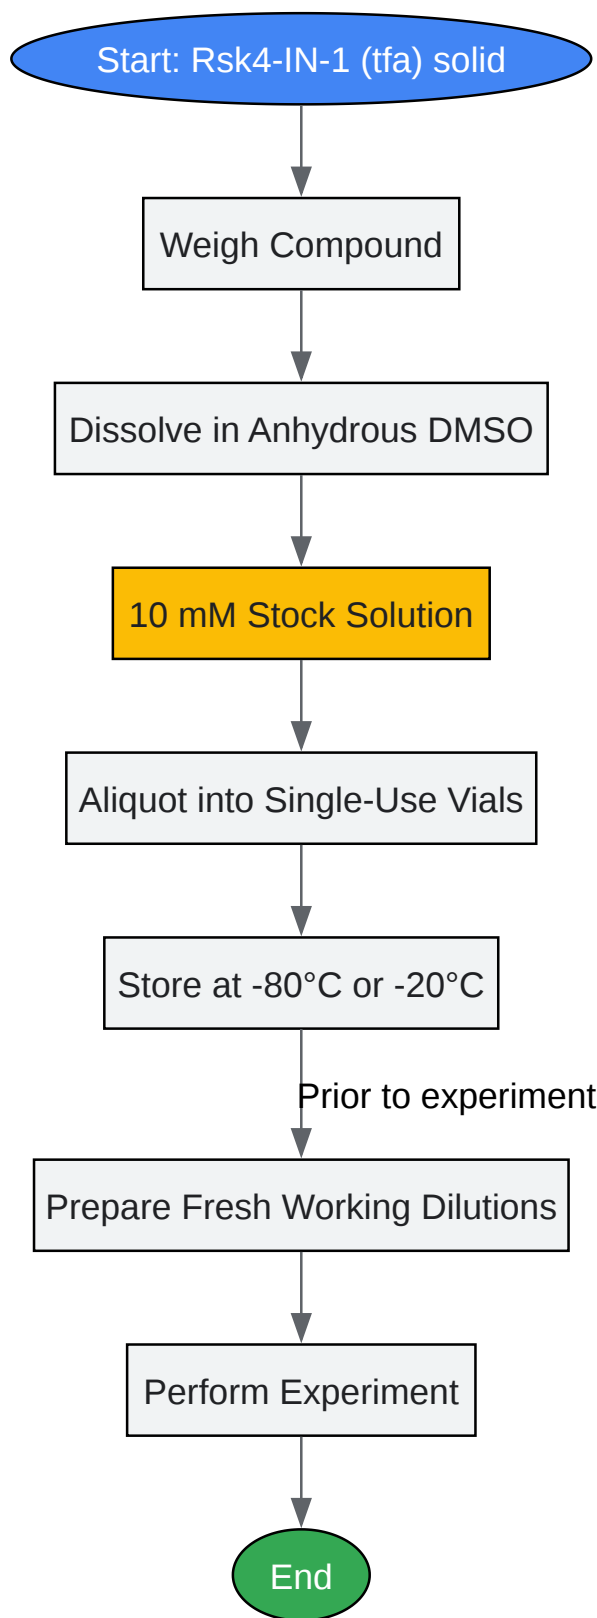 Start: Rsk4-IN-1 (tfa) solid
Weigh Compound
Dissolve in Anhydrous DMSO
10 mM Stock Solution
Aliquot into Single-Use Vials
Store at -80°C or -20°C
Prior to experiment
Prepare Fresh Working Dilutions
Perform Experiment
End